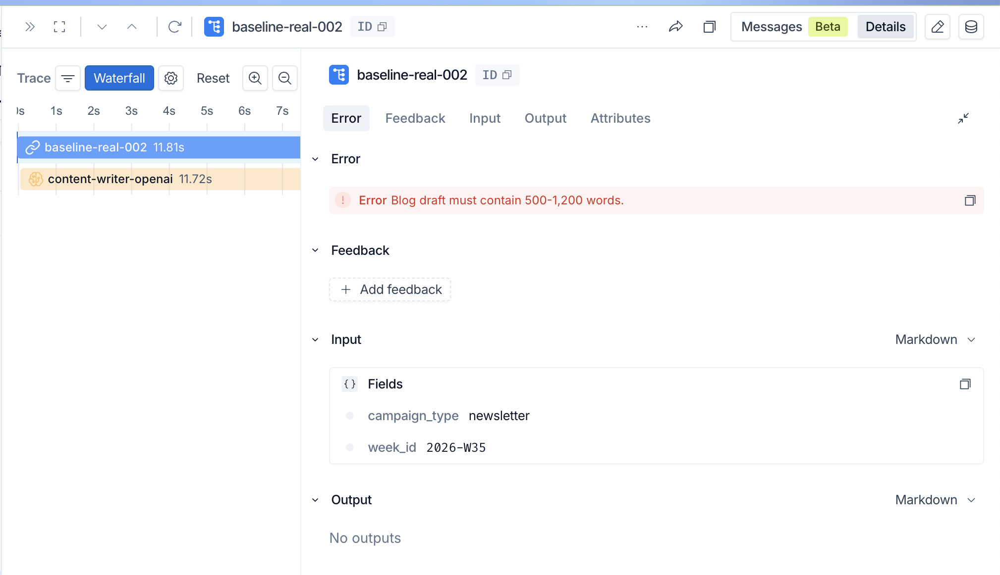 baseline-real-002 ID
Messages Beta Details
Trace Waterfall Reset
1s 2s 3s 4s 5s 6s 7s
baseline-real-002 11.81s
content-writer-openai 11.72s
baseline-real-002 ID
Error Feedback Input Output Attributes
Error
Error Blog draft must contain 500-1,200 words.
Feedback
+ Add feedback
Input Markdown
{} Fields
campaign_type newsletter
week_id 2026-W35
Output Markdown
No outputs